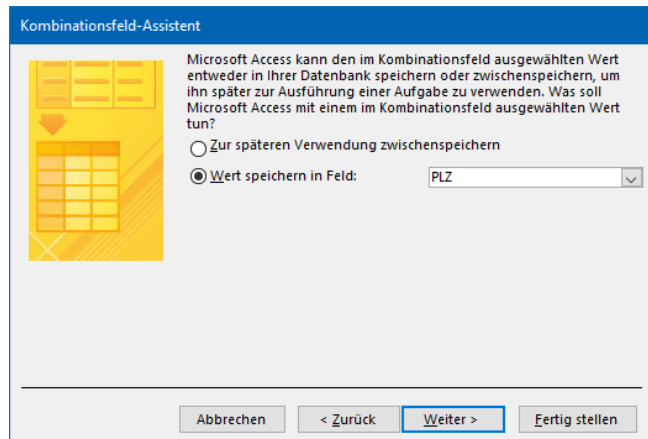 Kombinationsfeld-Assistent
Microsoft Access kann den im Kombinationsfeld ausgewählten Wert
entweder in Ihrer Datenbank speichern oder zwischenspeichern, um
ihn später zur Ausführung einer Aufgabe zu verwenden. Was soll
Microsoft Access mit einem im Kombinationsfeld ausgewählten Wert
tun?
Zur späteren Verwendung zwischenspeichern
Wert speichern in Feld: PLZ
Abbrechen < Zurück Weiter > Fertig stellen